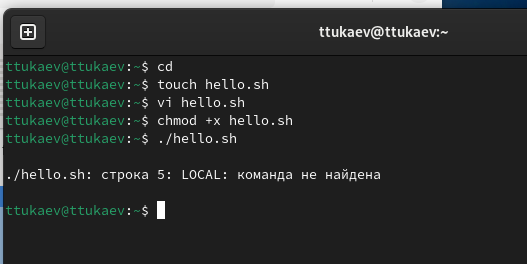 ttukaev@ttukaev:~
ttukaev@ttukaev:~$ cd
ttukaev@ttukaev:~$ touch hello.sh
ttukaev@ttukaev:~$ vi hello.sh
ttukaev@ttukaev:~$ chmod +x hello.sh
ttukaev@ttukaev:~$ ./hello.sh
./hello.sh: строка 5: LOCAL: команда не найдена
ttukaev@ttukaev:~$